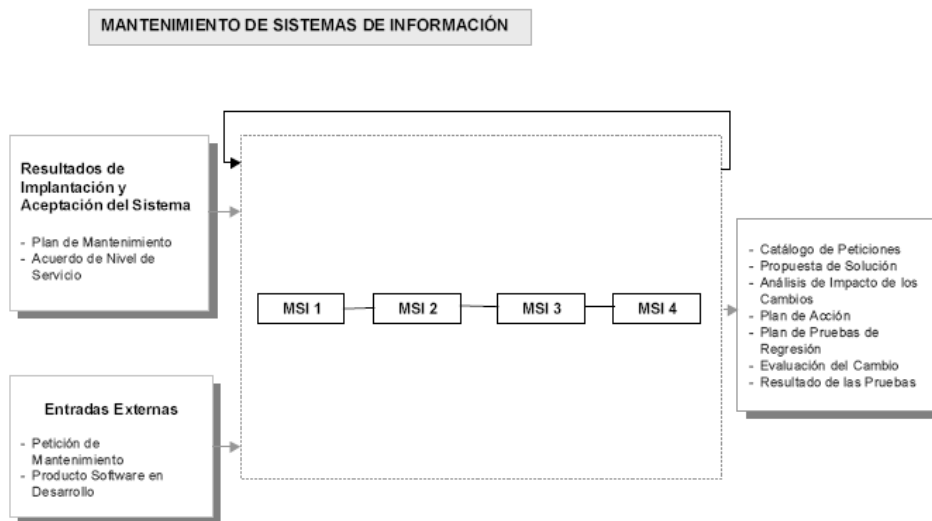 MANTENIMIENTO DE SISTEMAS DE INFORMACIÓN
Resultados de
Implantación y
Aceptación del Sistema
- Plan de Mantenimiento
- Acuerdo de Nivel de
Servicio
Entradas Externas
- Petición de
Mantenimiento
- Producto Software en
Desarrollo
MSI 1
MSI 2
MSI 3
MSI 4
- Catálogo de Peticiones
- Propuesta de Solución
- Análisis de Impacto de los
Cambios
- Plan de Acción
- Plan de Pruebas de
Regresión
- Evaluación del Cambio
- Resultado de las Pruebas